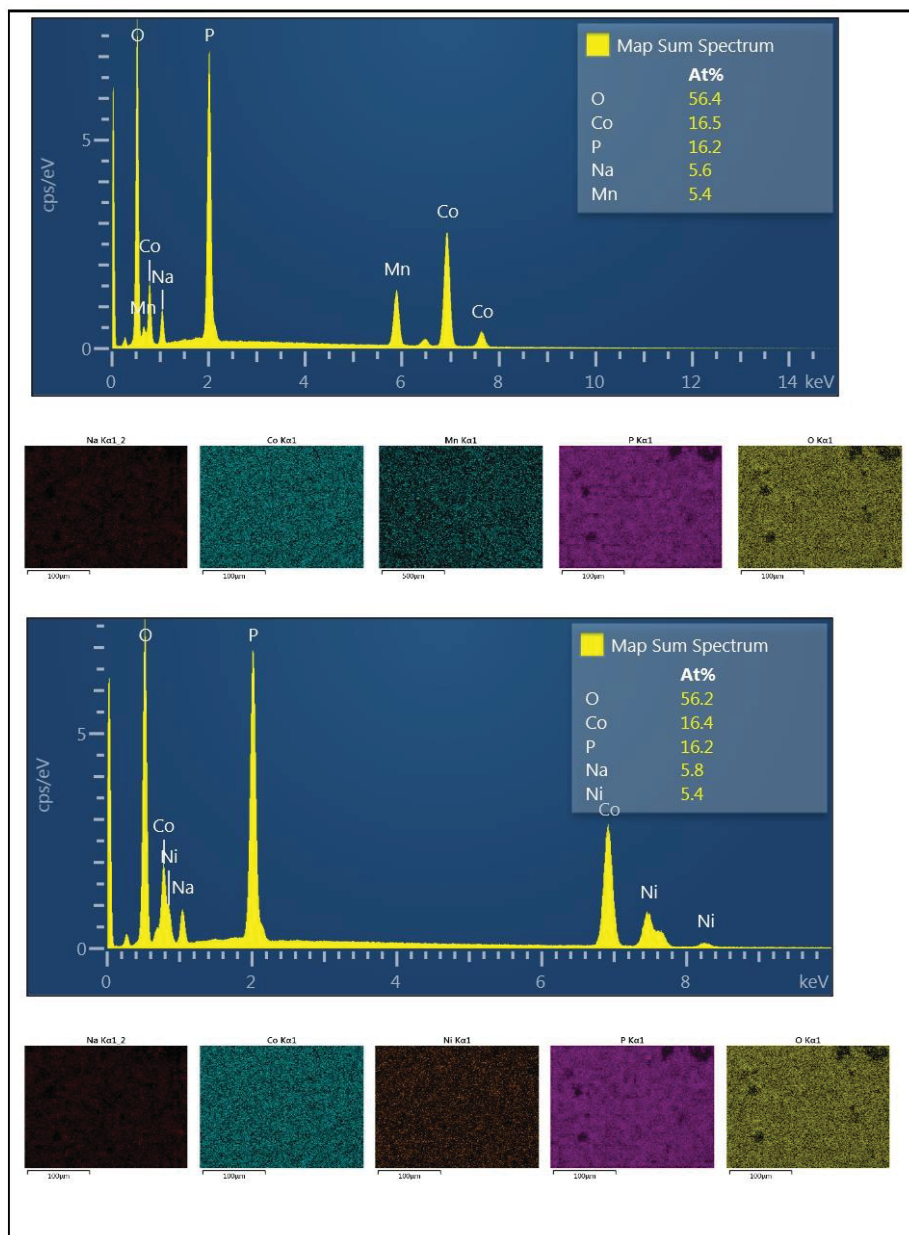 O P
Map Sum Spectrum
At%
O 56.4
Co 16.5
P 16.2
Na 5.6
Mn 5.4
5
cps/eV
Co
Co
Na
Mn
Mn
Co
0
0 2 4 6 8 10 12 14 keV
Na Kα1_2 Co Kα1 Mn Kα1 P Kα1 O Kα1
100µm 100µm 500µm 100µm 100µm
O P
Map Sum Spectrum
At%
O 56.2
Co 16.4
P 16.2
Na 5.8
Ni 5.4
5
cps/eV
Co
Co
Ni
Na
Ni
Ni
0
0 2 4 6 8 keV
Na Kα1_2 Co Kα1 Ni Kα1 P Kα1 O Kα1
100µm 100µm 100µm 100µm 100µm